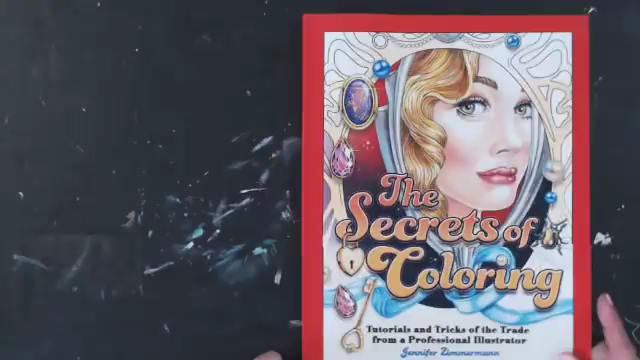 The
Secrets of
Coloring
Tutorials and Tricks of the Trade
from a Professional Illustrator
Jennifer Zimmermann